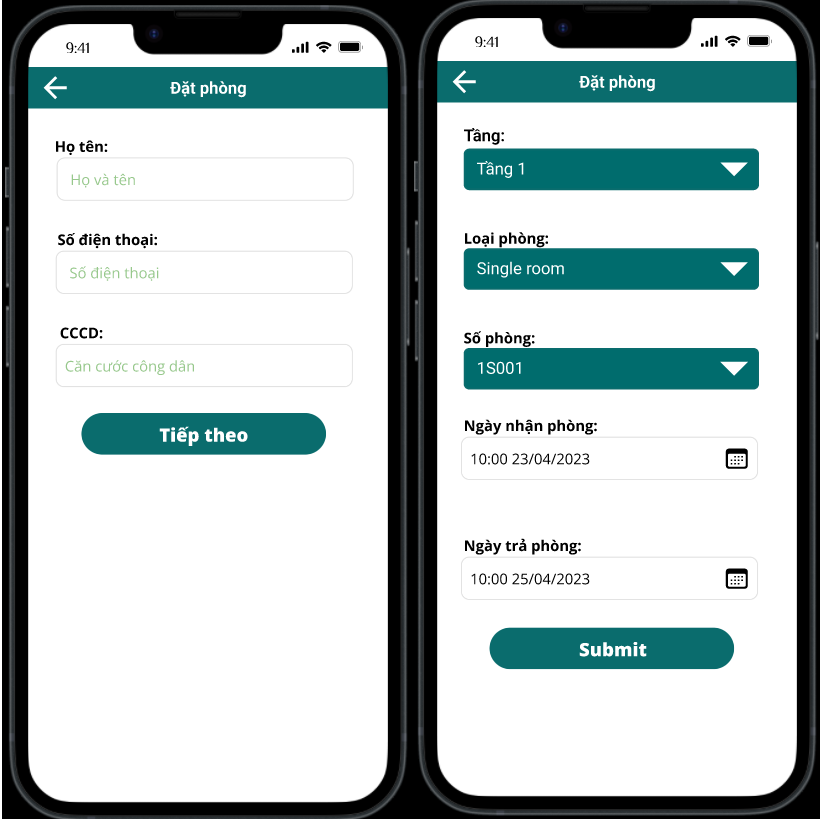 9:41
Đặt phòng
Họ tên:
Họ và tên
Số điện thoại:
Số điện thoại
CCCD:
Căn cước công dân
Tiếp theo
9:41
Đặt phòng
Tầng:
Tầng 1
Loại phòng:
Single room
Số phòng:
1S001
Ngày nhận phòng:
10:00 23/04/2023
Ngày trả phòng:
10:00 25/04/2023
Submit